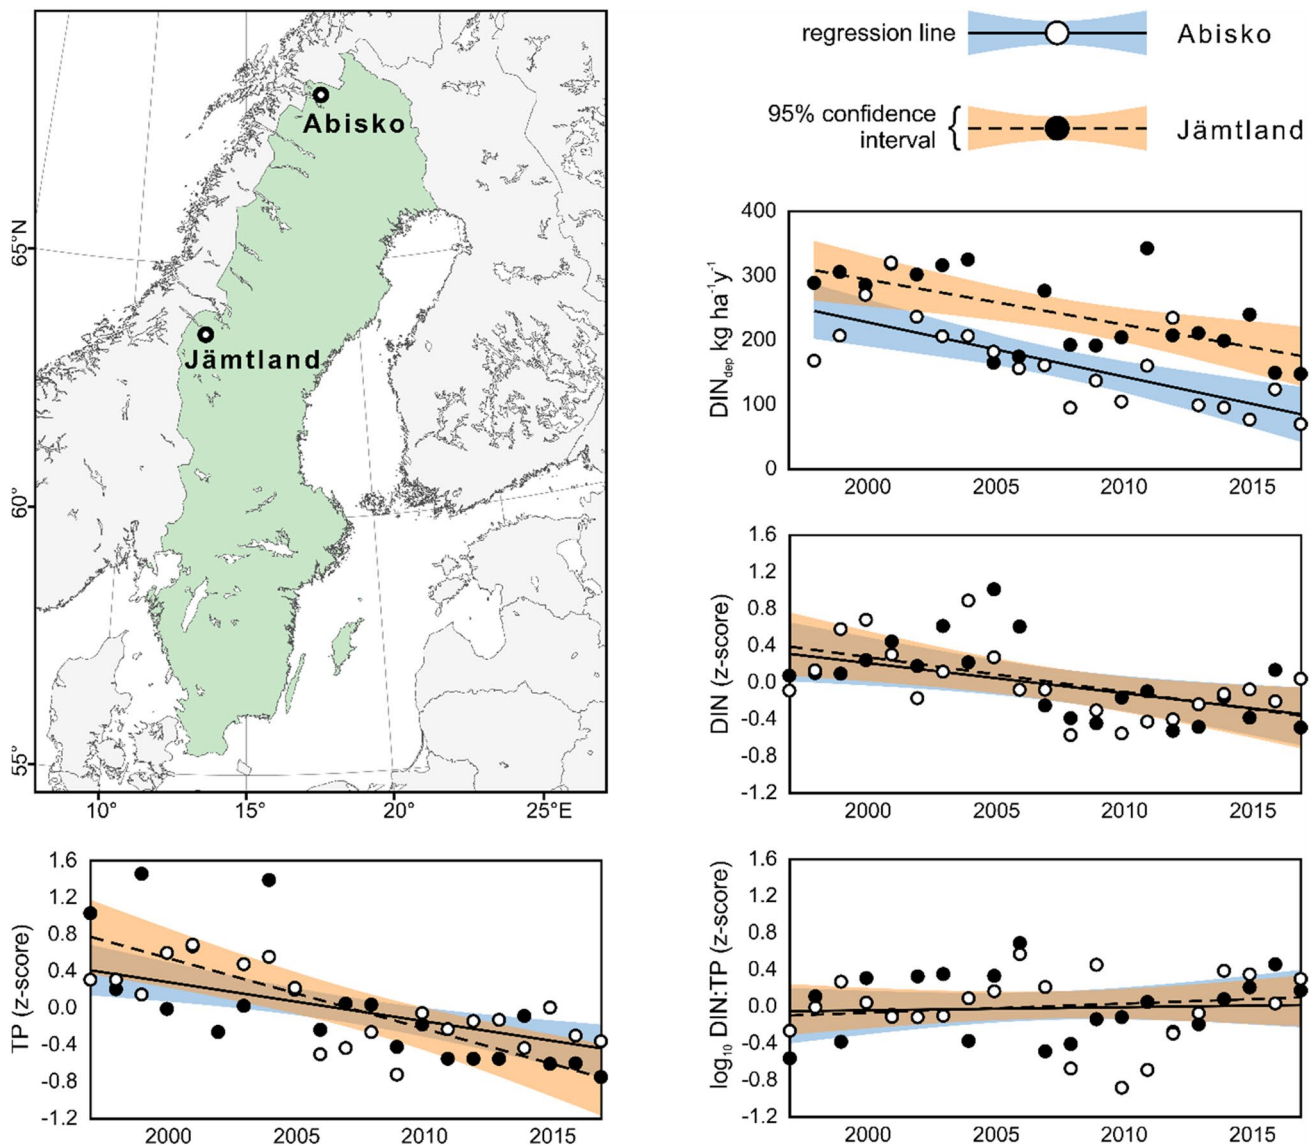 Abisko
Jämtland
65°N
60°
55°
10°
15°
20°
25°E
regression line
Abisko
95% confidence
interval {
Jämtland
DIN_dep kg ha⁻¹y⁻¹
400
300
200
100
0
2000 2005 2010 2015
DIN (z-score)
1.6
1.2
0.8
0.4
0.0
-0.4
-0.8
-1.2
2000 2005 2010 2015
TP (z-score)
1.6
1.2
0.8
0.4
0.0
-0.4
-0.8
-1.2
2000 2005 2010 2015
log₁₀ DIN:TP (z-score)
1.6
1.2
0.8
0.4
0.0
-0.4
-0.8
-1.2
2000 2005 2010 2015